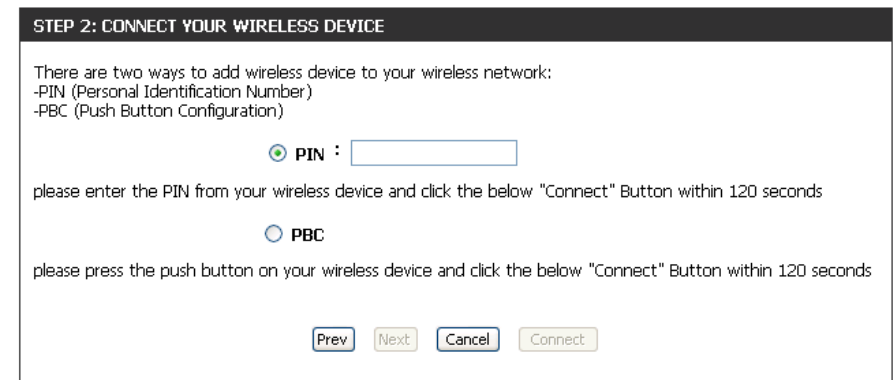 STEP 2: CONNECT YOUR WIRELESS DEVICE
There are two ways to add wireless device to your wireless network:
-PIN (Personal Identification Number)
-PBC (Push Button Configuration)
PIN :
please enter the PIN from your wireless device and click the below "Connect" Button within 120 seconds
PBC
please press the push button on your wireless device and click the below "Connect" Button within 120 seconds
Prev Next Cancel Connect